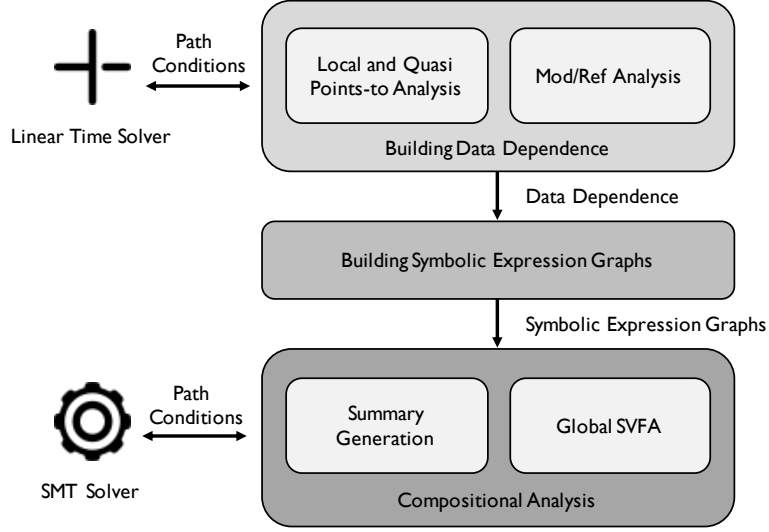 Path
Conditions
Linear Time Solver
Local and Quasi
Points-to Analysis
Mod/Ref Analysis
Building Data Dependence
Data Dependence
Building Symbolic Expression Graphs
Symbolic Expression Graphs
Path
Conditions
SMT Solver
Summary
Generation
Global SVFA
Compositional Analysis